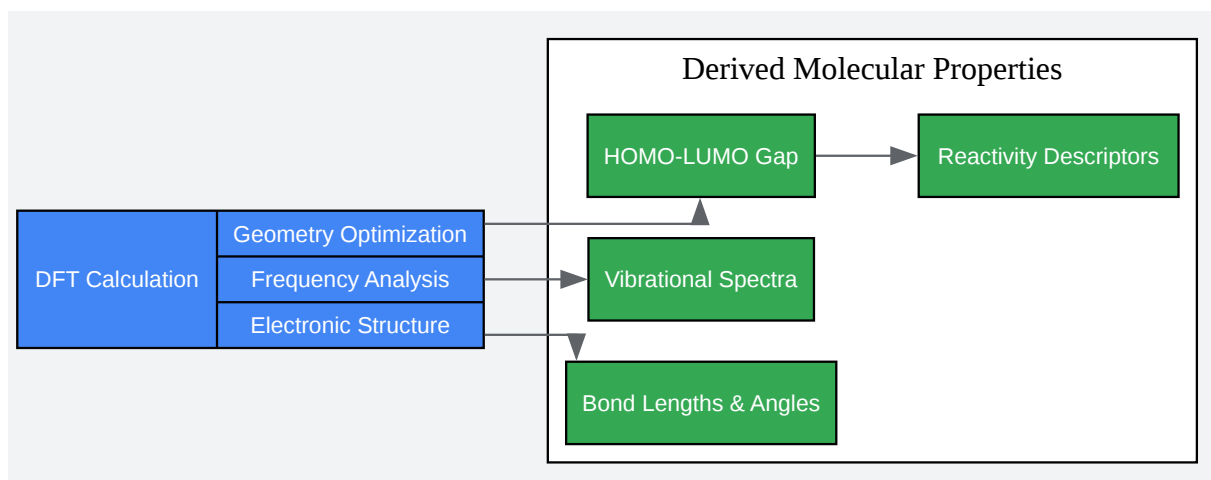 Derived Molecular Properties
HOMO-LUMO Gap
Reactivity Descriptors
DFT Calculation
Geometry Optimization
Frequency Analysis
Electronic Structure
Vibrational Spectra
Bond Lengths & Angles